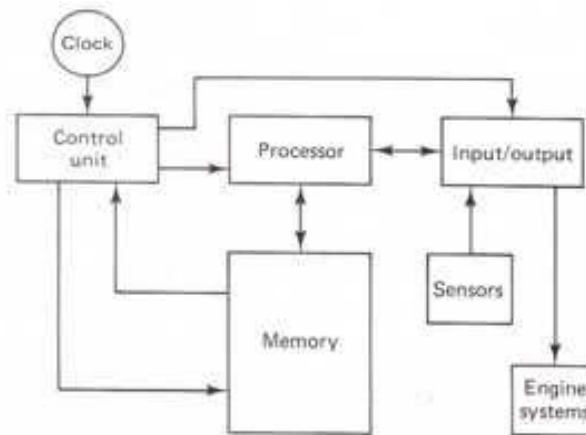 Clock
Control
unit
Processor
Input/output
Sensors
Memory
Engine
systems